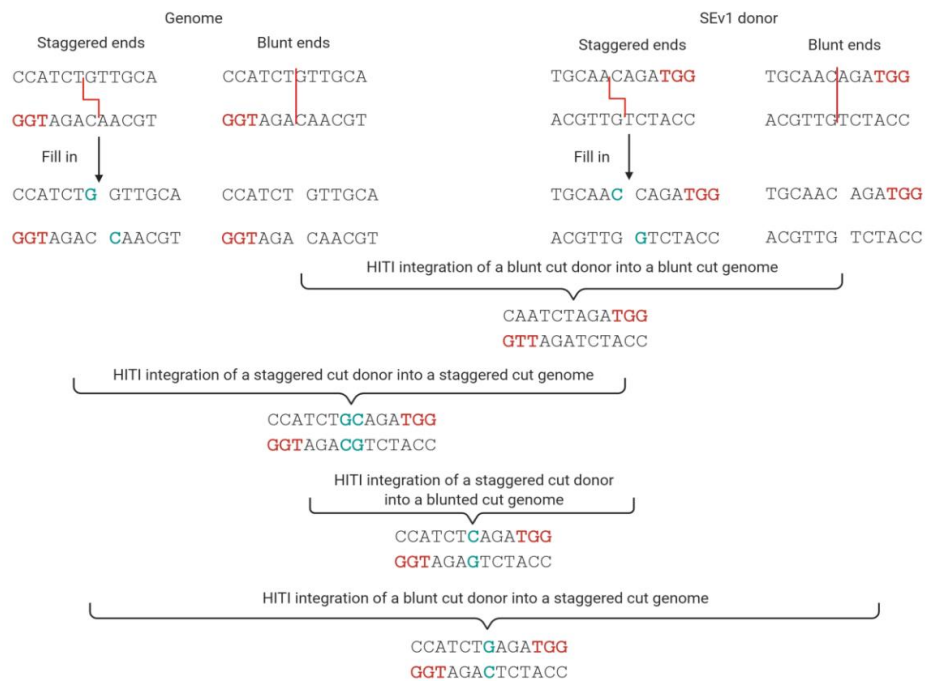 Genome
SEv1 donor
Staggered ends
Blunt ends
Staggered ends
Blunt ends
CCATCTGTTGCA
CCATCTGTTGCA
TGCAACAGATGG
TGCAACAGATGG
GGTAGACAACGT
GGTAGACAACGT
ACGTTGTCTACC
ACGTTGTCTACC
Fill in
Fill in
CCATCTG GTTGCA
CCATCT GTTGCA
TGCAAC CAGATGG
TGCAAC AGATGG
GGTAGAC CAACGT
GGTAGA CAACGT
ACGTTG GTCTACC
ACGTTG TCTACC
HITI integration of a blunt cut donor into a blunt cut genome
CAATCTAGATGG
GTTAGATCTACC
HITI integration of a staggered cut donor into a staggered cut genome
CCATCTGCAGATGG
GGTAGACGTCTACC
HITI integration of a staggered cut donor
into a blunted cut genome
CCATCTCAGATGG
GGTAGAGTCTACC
HITI integration of a blunt cut donor into a staggered cut genome
CCATCTGAGATGG
GGTAGACTCTACC